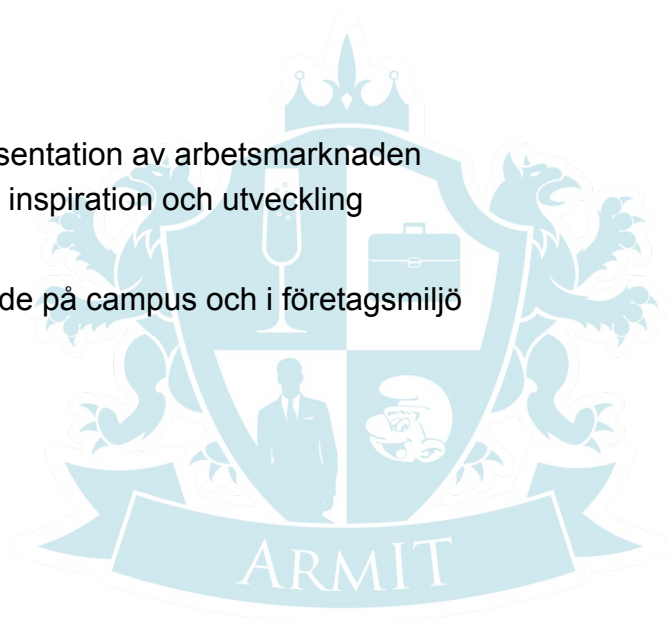 sentation av arbetsmarknaden
inspiration och utveckling
de på campus och i företagsmiljö
ARMIT